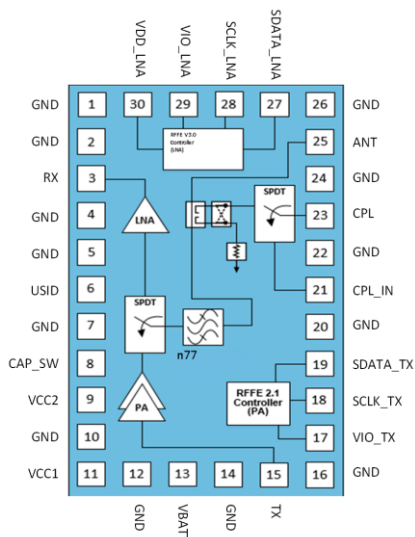 VDD_LNA
VIO_LNA
SCLK_LNA
SDATA_LNA
GND 1 30 29 28 27 26 GND
RFFE V3.0
Controller
(LNA)
GND 2 25 ANT
RX 3 24 GND
SPDT
GND 4 LNA 23 CPL
GND 5 22 GND
USID 6 21 CPL_IN
SPDT
GND 7 20 GND
n77
CAP_SW 8 19 SDATA_TX
VCC2 9 PA 18 SCLK_TX
RFFE 2.1
Controller
(PA)
GND 10 17 VIO_TX
VCC1 11 12 13 14 15 16 GND
GND
VBAT
GND
TX